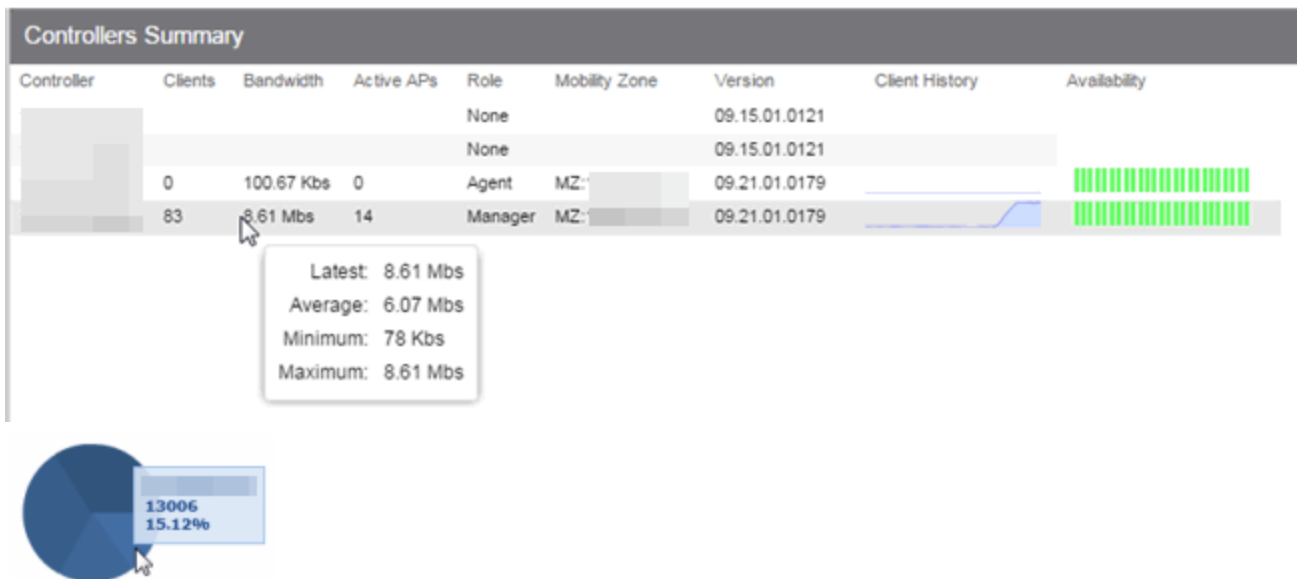 Controllers Summary
Controller Clients Bandwidth Active APs Role Mobility Zone Version Client History Availability
None 09.15.01.0121
None 09.15.01.0121
0 100.67 Kbs 0 Agent MZ: 09.21.01.0179
83 8.61 Mbs 14 Manager MZ: 09.21.01.0179
Latest: 8.61 Mbs
Average: 6.07 Mbs
Minimum: 78 Kbs
Maximum: 8.61 Mbs
13006
15.12%